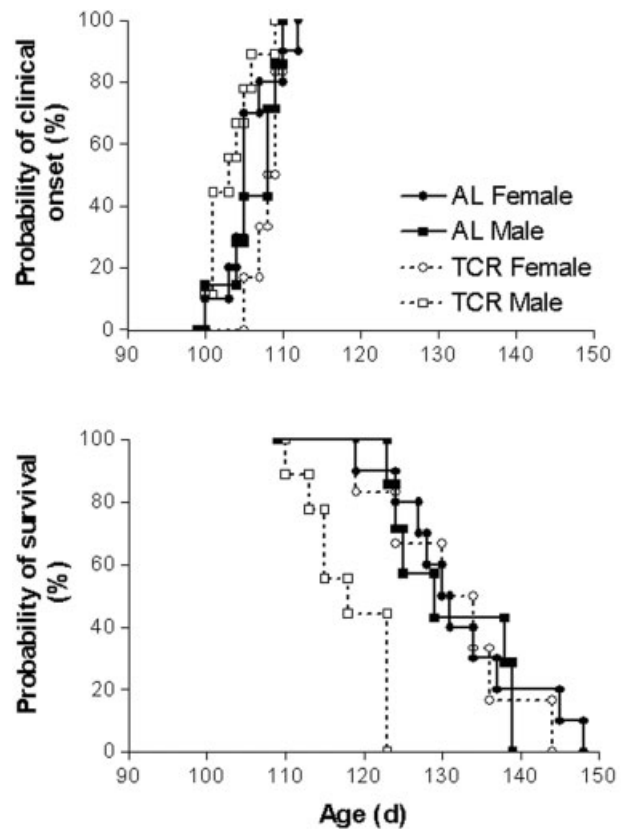 Probability of clinical
onset (%)
100
80
60
40
20
0
AL Female
AL Male
TCR Female
TCR Male
90 100 110 120 130 140 150
Probability of survival
(%)
100
80
60
40
20
0
90 100 110 120 130 140 150
Age (d)